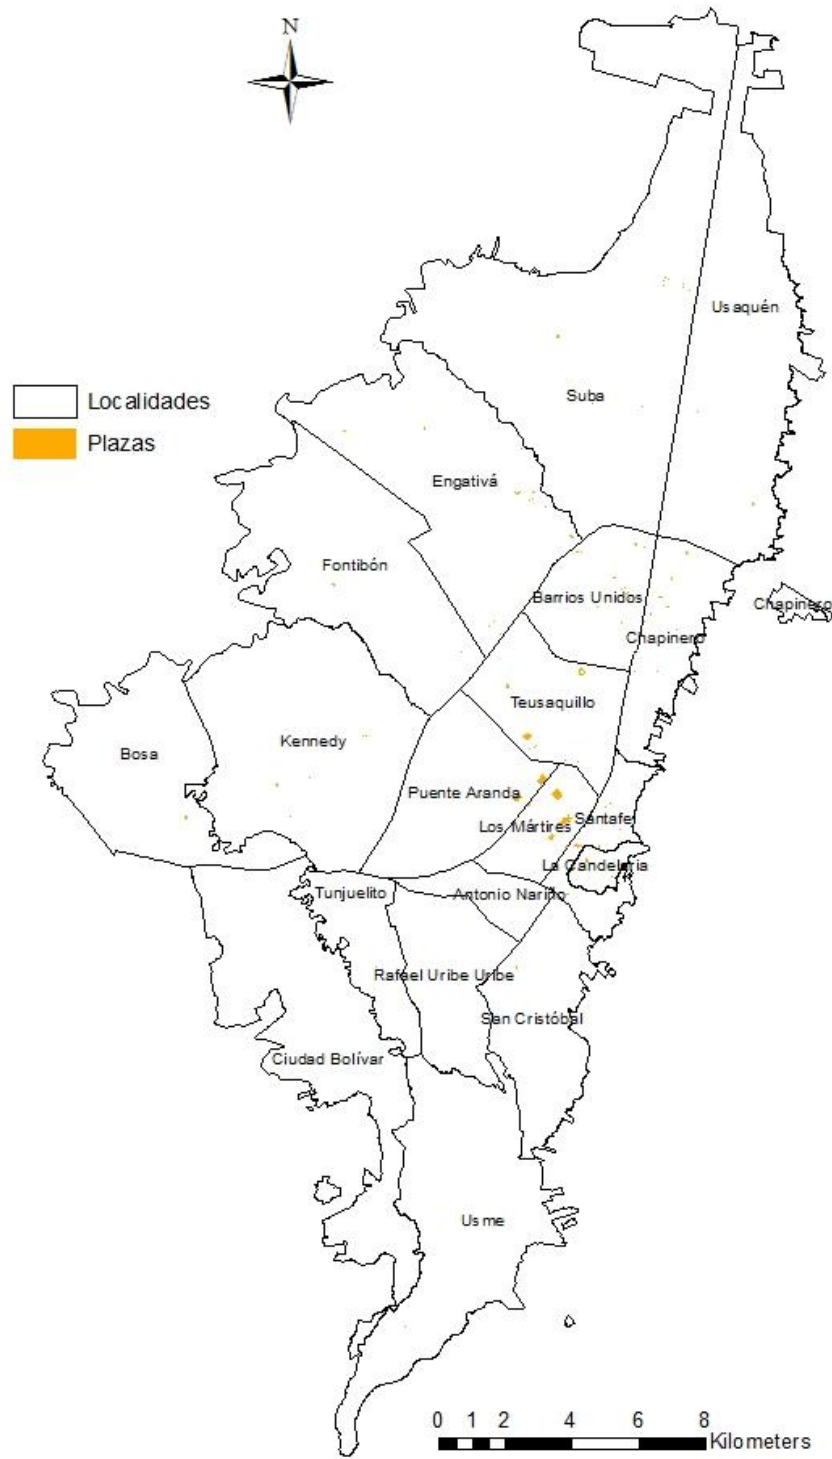 N
Usaquén
Localidades
Suba
Plazas
Engativá
Fontibón
Barrios Unidos
Chapinero
Chapinero
Teusaquillo
Kennedy
Bosa
Puente Aranda
Santafe
Los Mártires
La Candelaria
Tunjuelito
Antonio Nariño
Rafael Uribe Uribe
San Cristóbal
Ciudad Bolívar
Usme
0 1 2 4 6 8
Kilometers